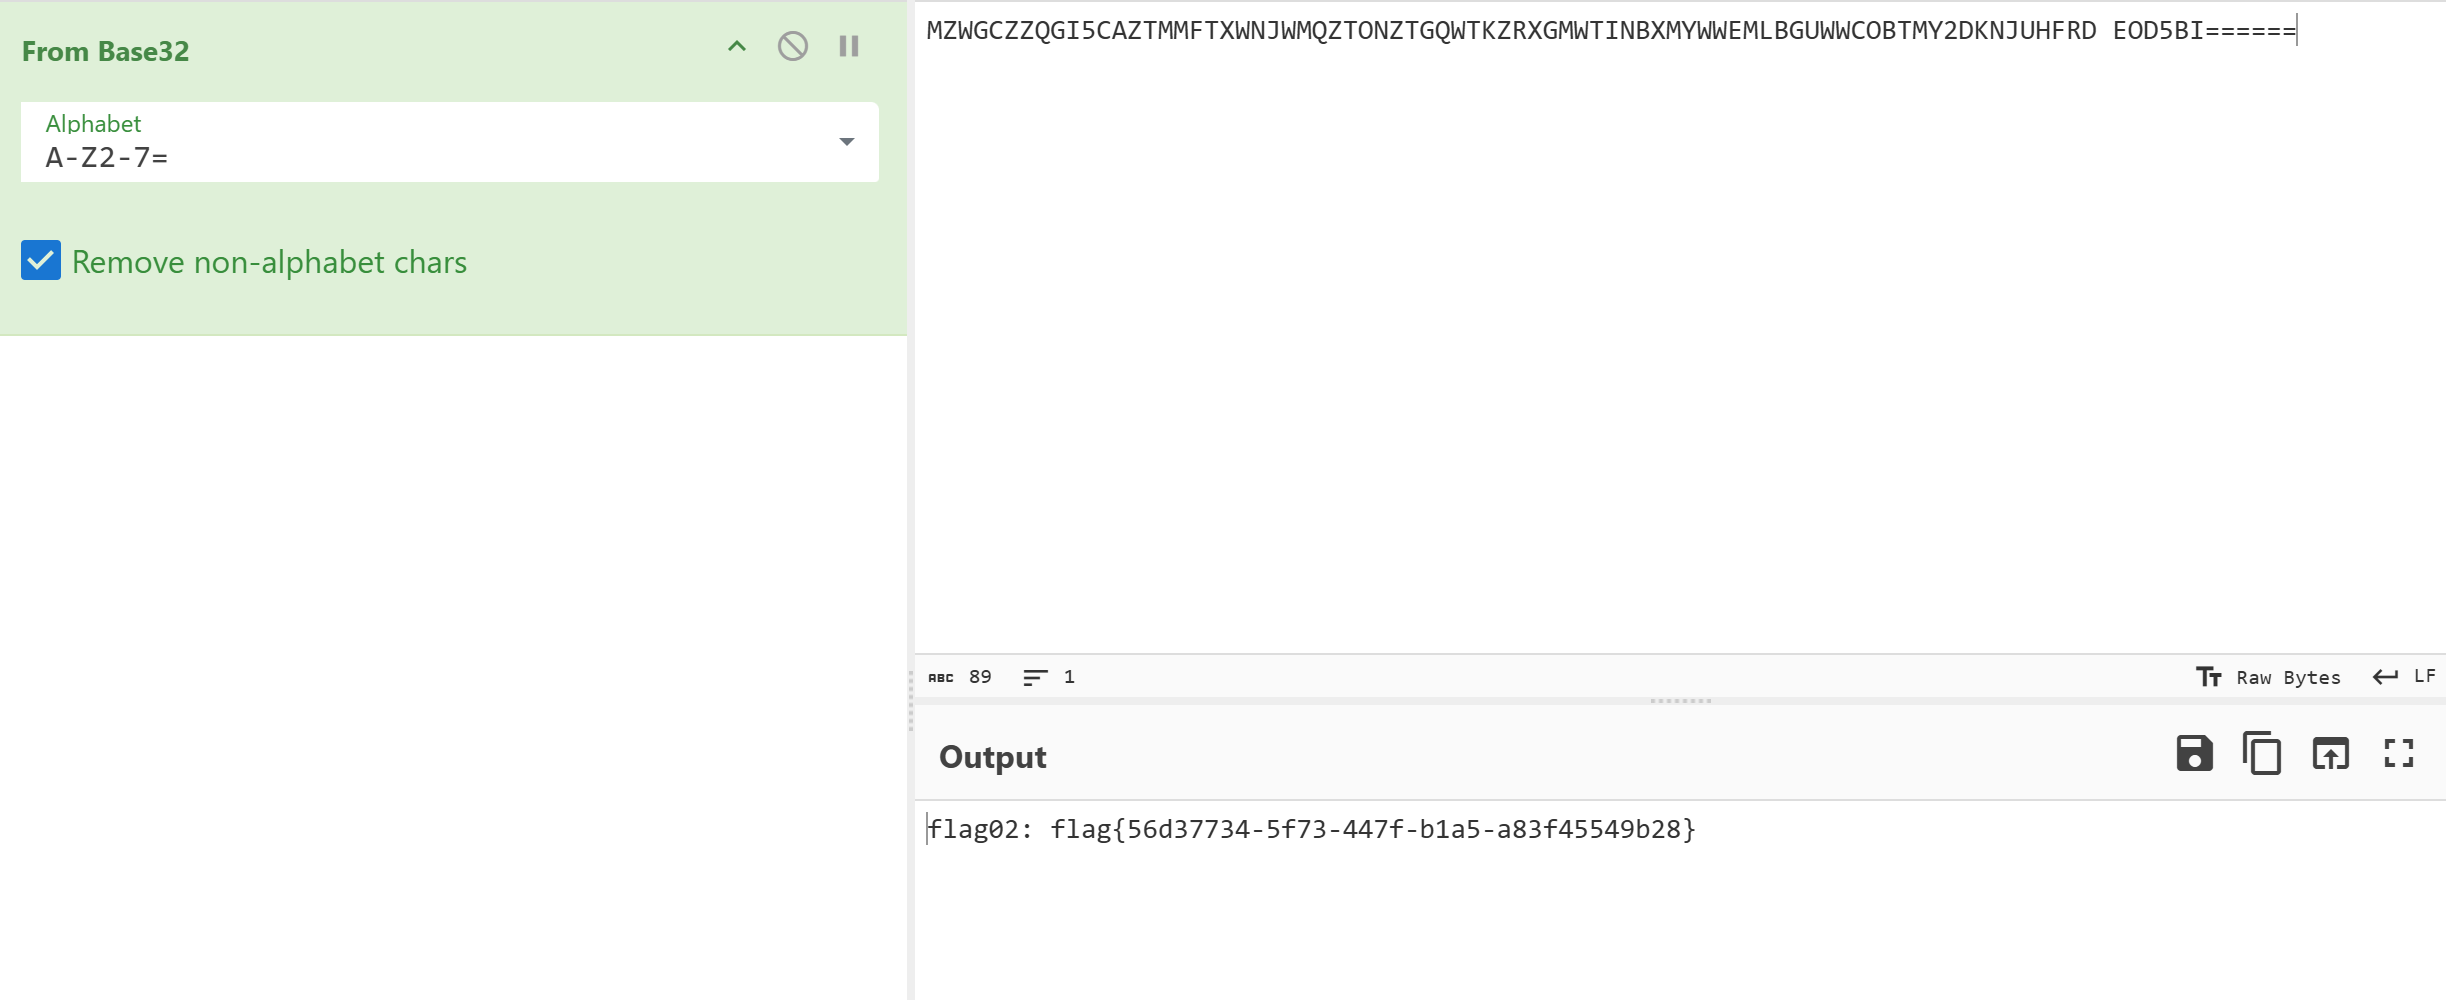 From Base32
Alphabet
A-Z2-7=
Remove non-alphabet chars
MZWGCZZQGI5CAZTMMFTXWNJWMQZTONZTGQWTKZRXGMWTINBXMYWWEMLBGUWWCOBTMY2DKNJUHFRD EOD5BI======
ABC 89 1
Raw Bytes LF
Output
flag02: flag{56d37734-5f73-447f-b1a5-a83f45549b28}